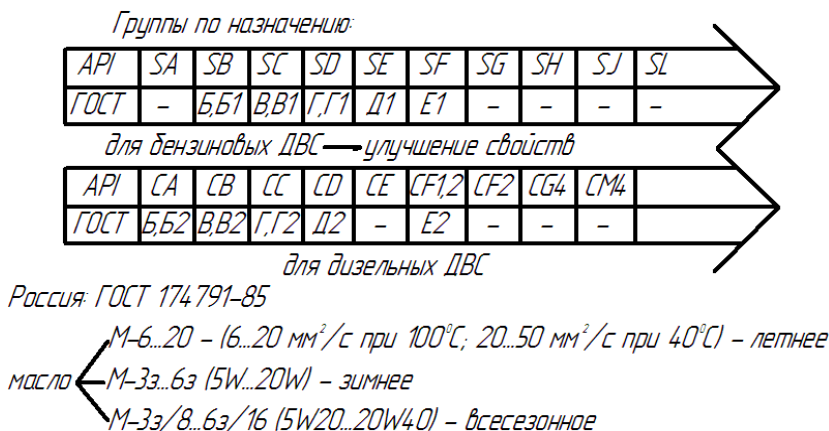 Группы по назначению:
API SA SB SC SD SE SF SG SH SJ SL
ГОСТ – Б,Б1 В,В1 Г,Г1 Д1 Е1 – – – –
для бензиновых ДВС — улучшение свойств
API CA CB CC CD CE CF1,2 CF2 CG4 CM4
ГОСТ Б,Б2 В,В2 Г,Г2 Д2 – Е2 – – –
для дизельных ДВС
Россия: ГОСТ 174791–85
М–6...20 – (6...20 мм²/с при 100⁰С; 20...50 мм²/с при 40⁰С) – летнее
масло М–3з...6з (5W...20W) – зимнее
М–3з/8...6з/16 (5W20...20W40) – всесезонное